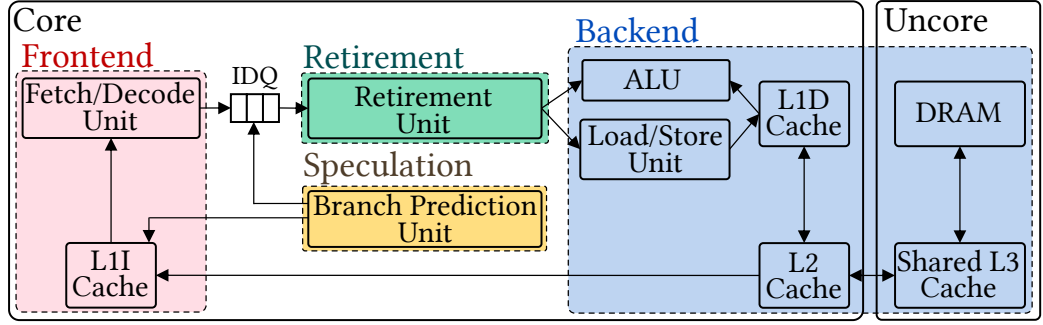 Core
Uncore
Frontend
Retirement
Backend
Fetch/Decode
Unit
IDQ
Retirement
Unit
ALU
Load/Store
Unit
L1D
Cache
DRAM
Speculation
Branch Prediction
Unit
L1I
Cache
L2
Cache
Shared L3
Cache